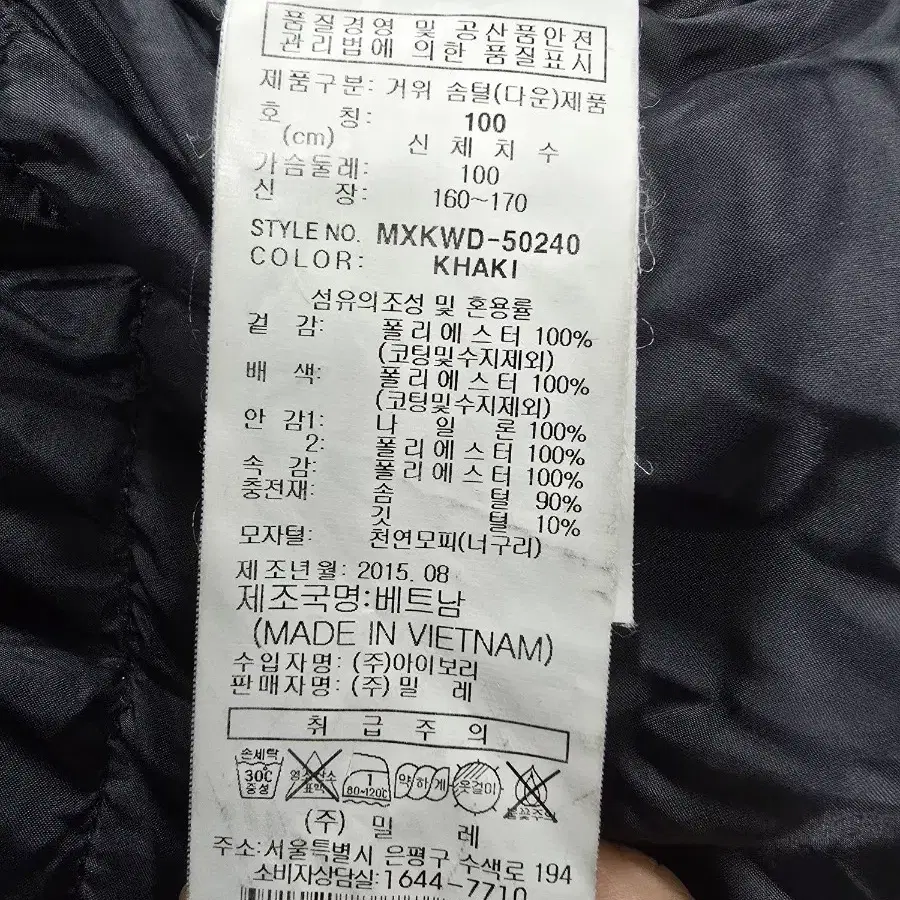 품질경영 및 공산품안전
관리법에 의한 품질표시
제품구분: 거위 솜털(다운)제품
호 칭: 100
(cm) 신 체 치 수
가슴둘레: 100
신 장: 160~170
STYLE NO. MXKWD-50240
COLOR: KHAKI
섬유의조성 및 혼용률
겉 감: 폴리에스터 100%
(코팅및수지제외)
배 색: 폴리에스터 100%
(코팅및수지제외)
안 감1: 나 일 론 100%
2: 폴리에스터 100%
속 감: 폴리에스터 100%
충전재: 솜 털 90%
깃 털 10%
모자털: 천연모피(너구리)
제조년월: 2015. 08
제조국명:베트남
(MADE IN VIETNAM)
수입자명: (주)아이보리
판매자명: (주) 밀 레
취 급 주 의
손세탁
30℃
중성
염소산소
표백
1
80~120℃
약하게
옷걸이
불꽃주의
(주) 밀 레
주소:서울특별시 은평구 수색로 194
소비자상담실:1644-7710